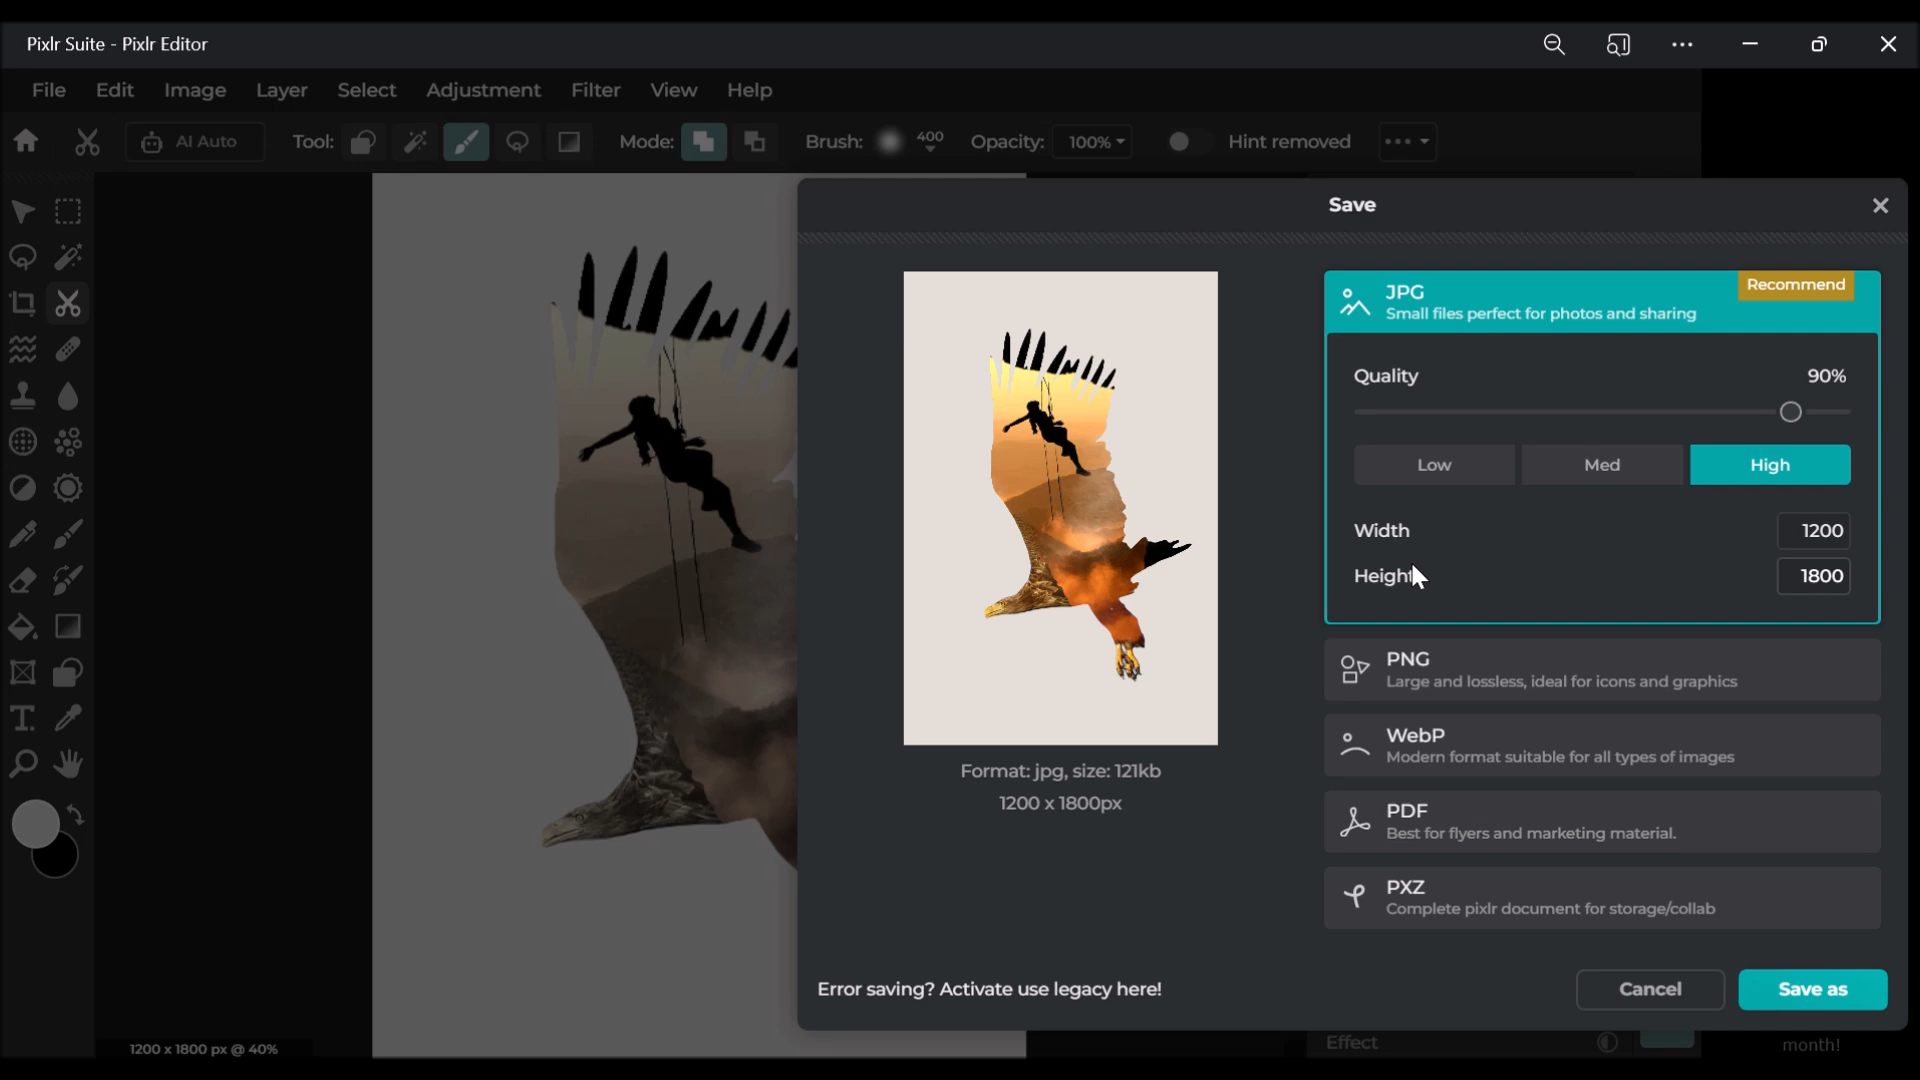 Pixlr Suite - Pixlr Editor
File Edit Image Layer Select Adjustment Filter View Help
AI Auto Tool: Mode: Brush: 400 Opacity: 100% Hint removed
Save
JPG
Recommend
Small files perfect for photos and sharing
Quality 90%
Low Med High
Width 1200
Height 1800
PNG
Large and lossless, ideal for icons and graphics
WebP
Modern format suitable for all types of images
PDF
Best for flyers and marketing material.
PXZ
Complete pixlr document for storage/collab
Format: jpg, size: 121kb
1200 x 1800px
Error saving? Activate use legacy here!
Cancel Save as
1200 x 1800 px @ 40%
Effect
month!